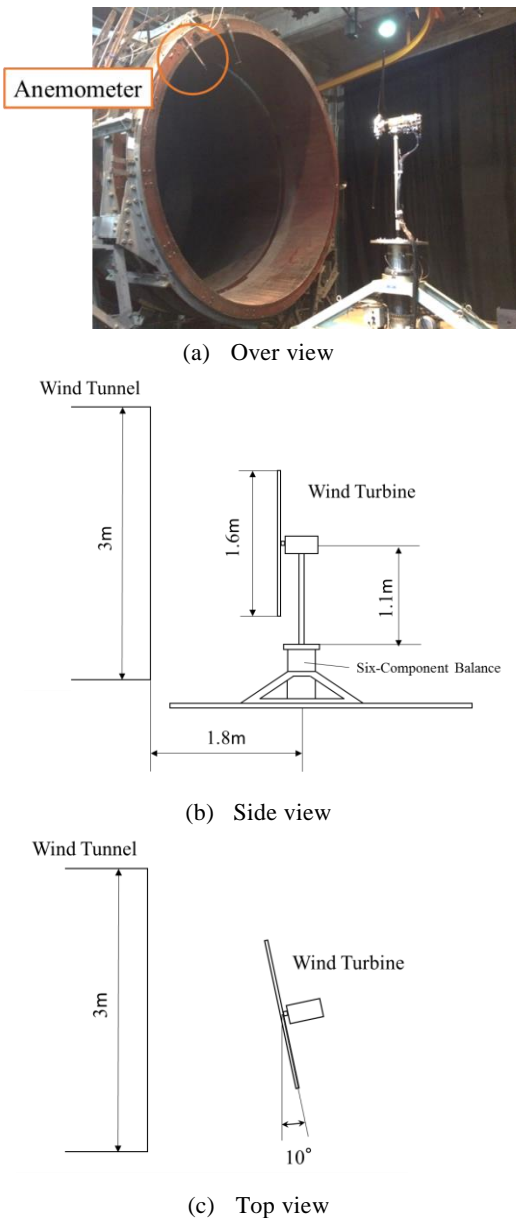 Anemometer
(a) Over view
Wind Tunnel
3m
1.6m
Wind Turbine
1.1m
Six-Component Balance
1.8m
(b) Side view
Wind Tunnel
3m
Wind Turbine
10°
(c) Top view